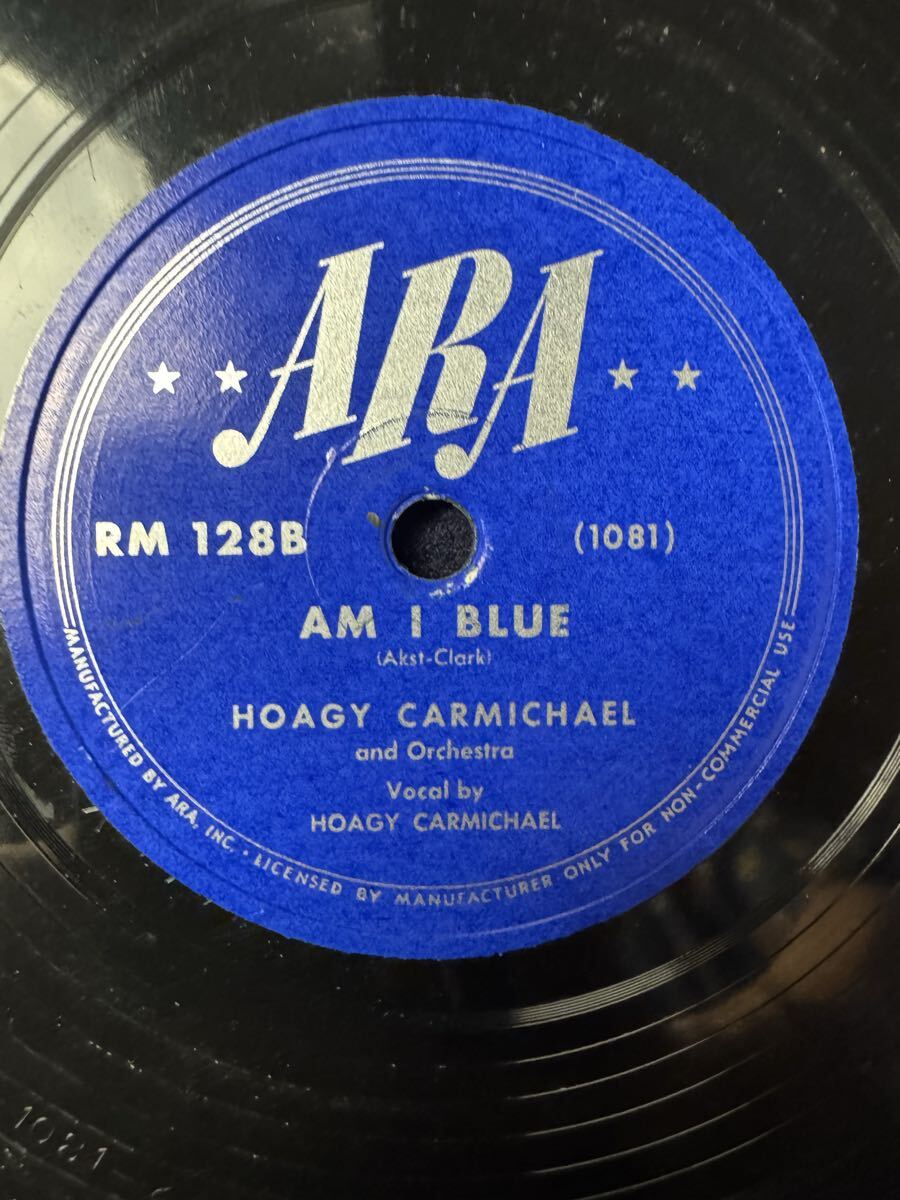 ARA
RM 128B
(1081)
AM I BLUE
(Akst-Clark)
HOAGY CARMICHAEL
and Orchestra
Vocal by
HOAGY CARMICHAEL
MANUFACTURED BY ARA, INC. · LICENSED BY MANUFACTURER ONLY FOR NON-COMMERCIAL USE
1081